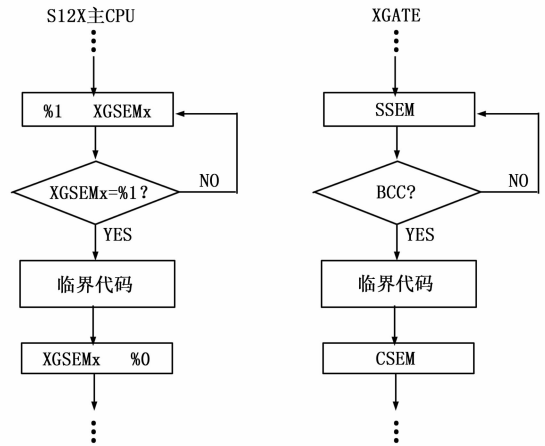 S12X主CPU
%1 XGSEMx
XGSEMx=%1?
NO
YES
临界代码
XGSEMx %0
XGATE
SSEM
BCC?
NO
YES
临界代码
CSEM